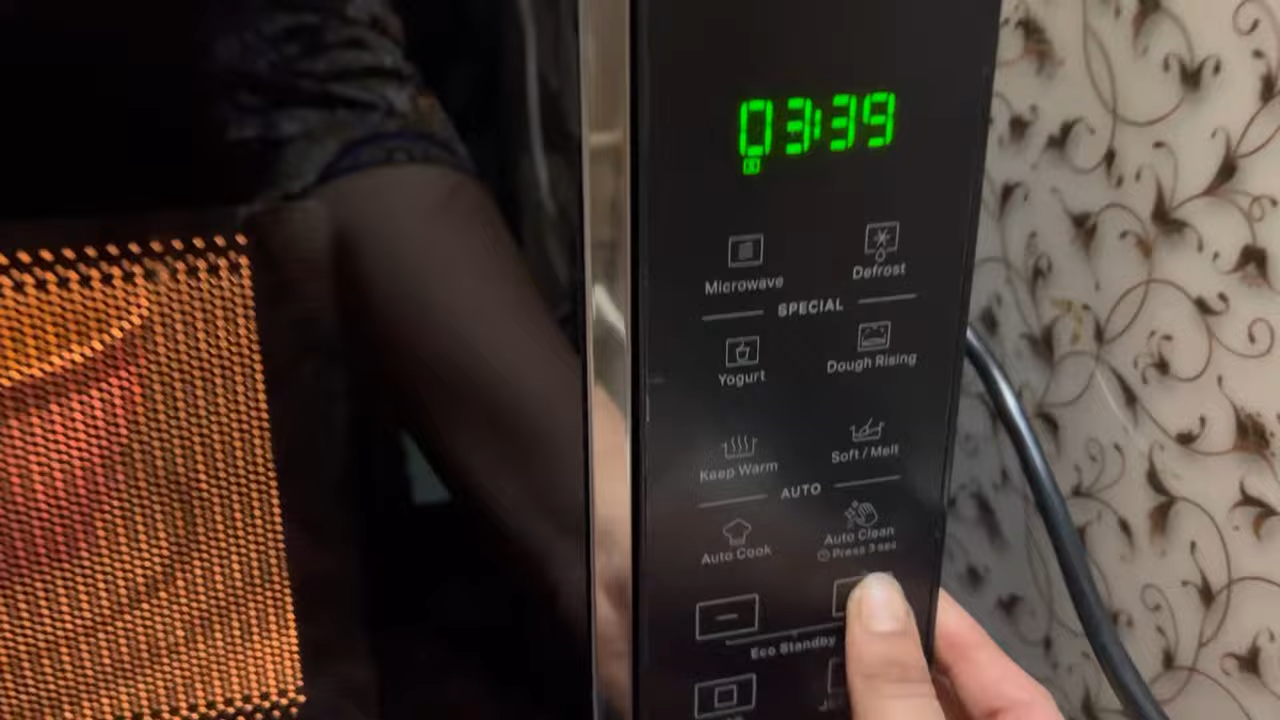 03:39
Microwave Defrost
SPECIAL
Yogurt Dough Rising
Keep Warm Soft / Melt
AUTO
Auto Cook Auto Clean
Press 3 sec
Eco Standby